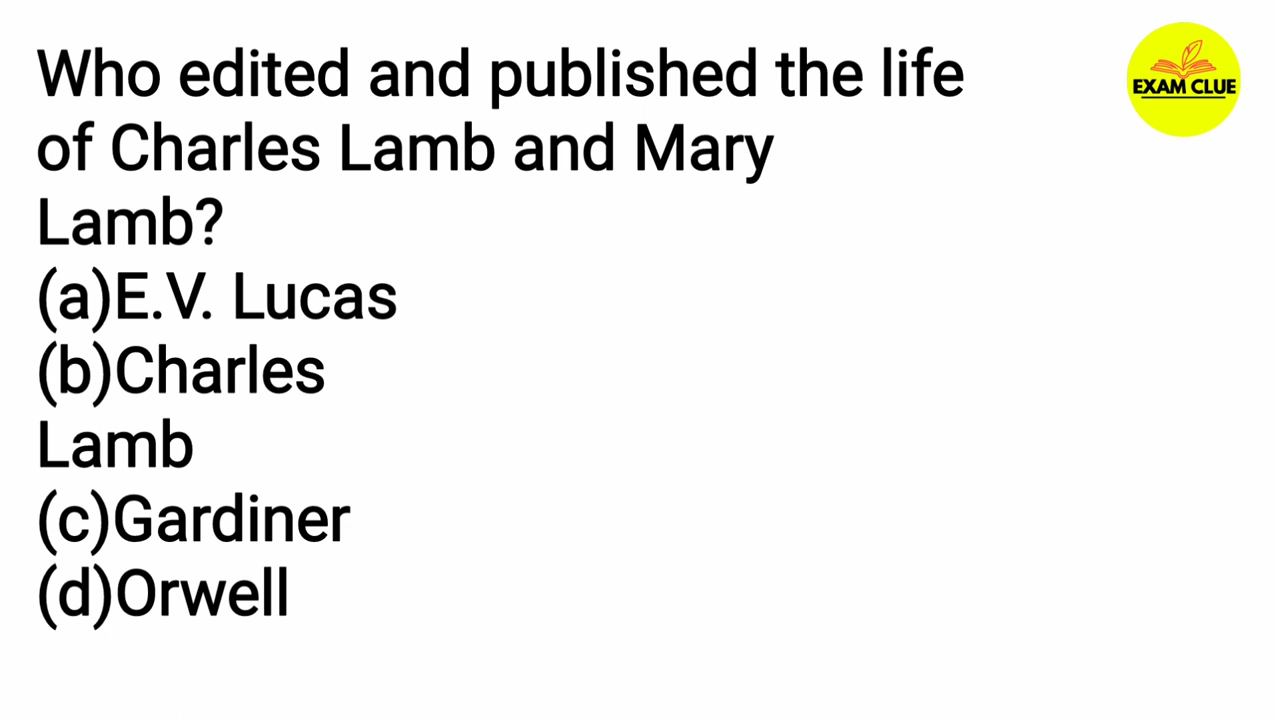 Who edited and published the life
of Charles Lamb and Mary
Lamb?
(a)E.V. Lucas
(b)Charles
Lamb
(c)Gardiner
(d)Orwell
EXAM CLUE